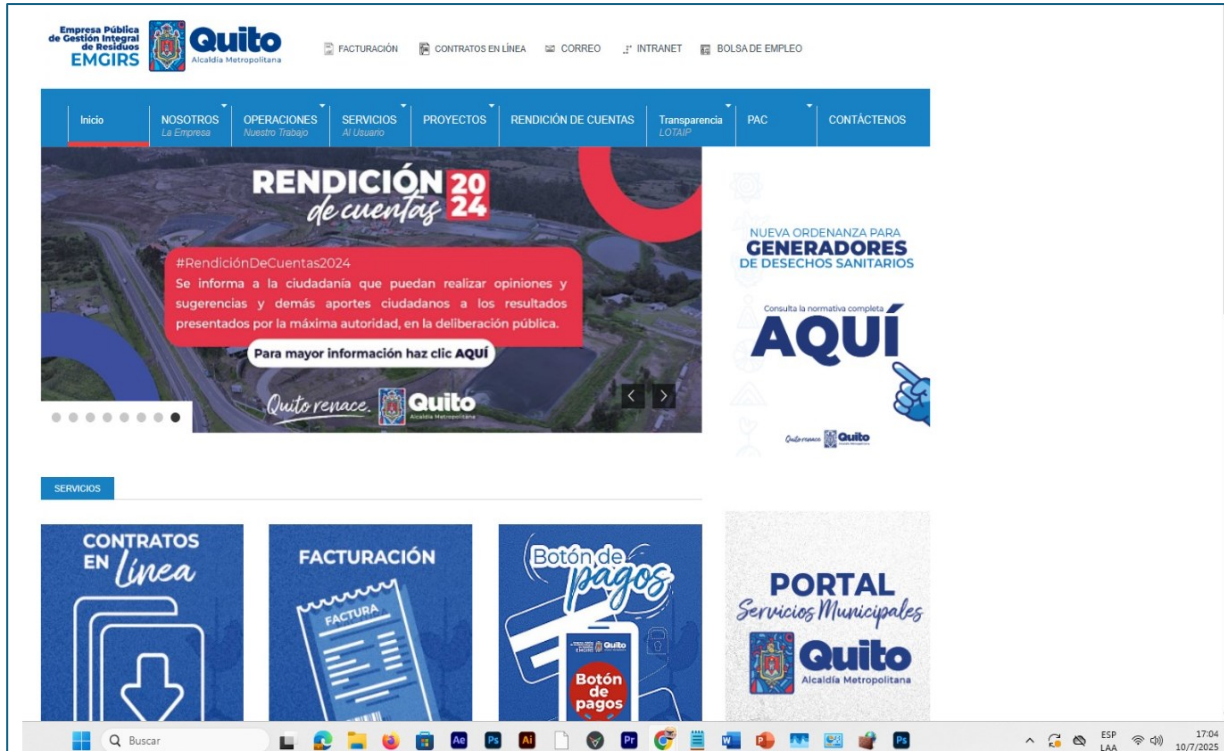 Empresa Pública
de Gestión Integral
de Residuos
EMGIRS
Quito
Alcaldía Metropolitana
FACTURACIÓN
CONTRATOS EN LÍNEA
CORREO
INTRANET
BOLSA DE EMPLEO
Inicio
NOSOTROS
La Empresa
OPERACIONES
Nuestro Trabajo
SERVICIOS
Al Usuario
PROYECTOS
RENDICIÓN DE CUENTAS
Transparencia
LOTAIP
PAC
CONTÁCTENOS
RENDICIÓN 20
de cuentas 24
#RendiciónDeCuentas2024
Se informa a la ciudadanía que puedan realizar opiniones y
sugerencias y demás aportes ciudadanos a los resultados
presentados por la máxima autoridad, en la deliberación pública.
Para mayor información haz clic AQUÍ
Quito renace.
Quito
Alcaldía Metropolitana
NUEVA ORDENANZA PARA
GENERADORES
DE DESECHOS SANITARIOS
Consulta la normativa completa
AQUÍ
Quito renace
Quito
SERVICIOS
CONTRATOS
EN Línea
FACTURACIÓN
FACTURA
Botón de
pagos
EMGIRS
Quito
Botón
de
pagos
PORTAL
Servicios Municipales
Quito
Alcaldía Metropolitana
Buscar
Ae
Ps
Ai
Pr
Ps
ESP
LAA
17:04
10/7/2025